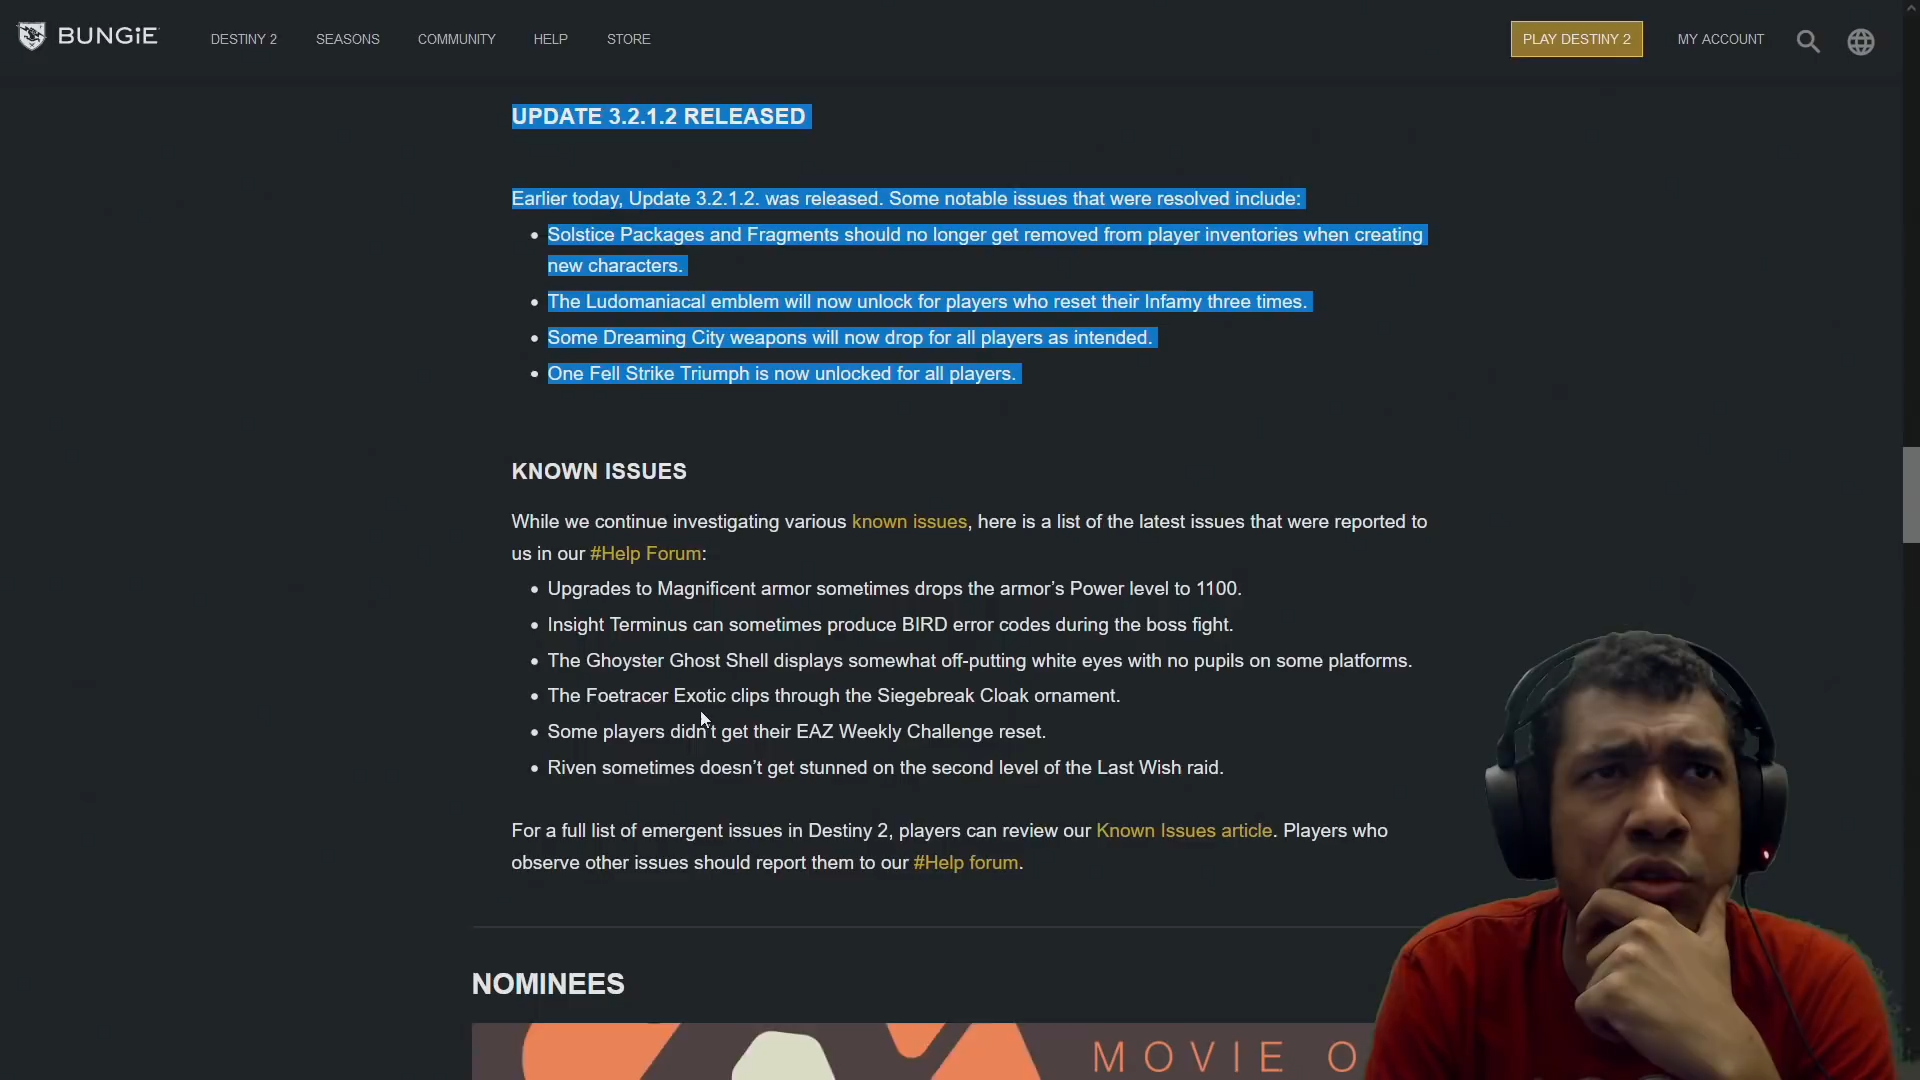 BUNGiE
DESTINY 2
SEASONS
COMMUNITY
HELP
STORE
PLAY DESTINY 2
MY ACCOUNT
UPDATE 3.2.1.2 RELEASED
Earlier today, Update 3.2.1.2. was released. Some notable issues that were resolved include:
• Solstice Packages and Fragments should no longer get removed from player inventories when creating
new characters.
• The Ludomaniacal emblem will now unlock for players who reset their Infamy three times.
• Some Dreaming City weapons will now drop for all players as intended.
• One Fell Strike Triumph is now unlocked for all players.
KNOWN ISSUES
While we continue investigating various known issues, here is a list of the latest issues that were reported to
us in our #Help Forum:
• Upgrades to Magnificent armor sometimes drops the armor’s Power level to 1100.
• Insight Terminus can sometimes produce BIRD error codes during the boss fight.
• The Ghoyster Ghost Shell displays somewhat off-putting white eyes with no pupils on some platforms.
• The Foetracer Exotic clips through the Siegebreak Cloak ornament.
• Some players didn’t get their EAZ Weekly Challenge reset.
• Riven sometimes doesn’t get stunned on the second level of the Last Wish raid.
For a full list of emergent issues in Destiny 2, players can review our Known Issues article. Players who
observe other issues should report them to our #Help forum.
NOMINEES
MOVIE O